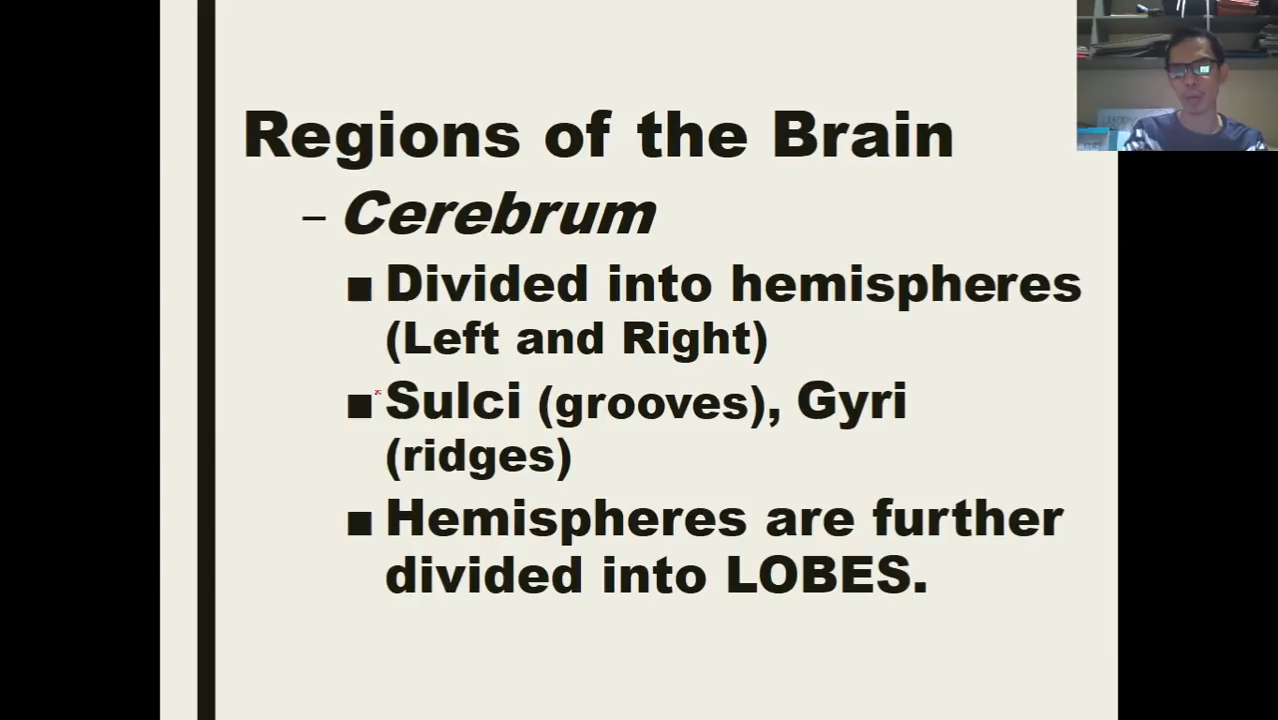 Regions of the Brain
– Cerebrum
■ Divided into hemispheres
(Left and Right)
■ Sulci (grooves), Gyri
(ridges)
■ Hemispheres are further
divided into LOBES.